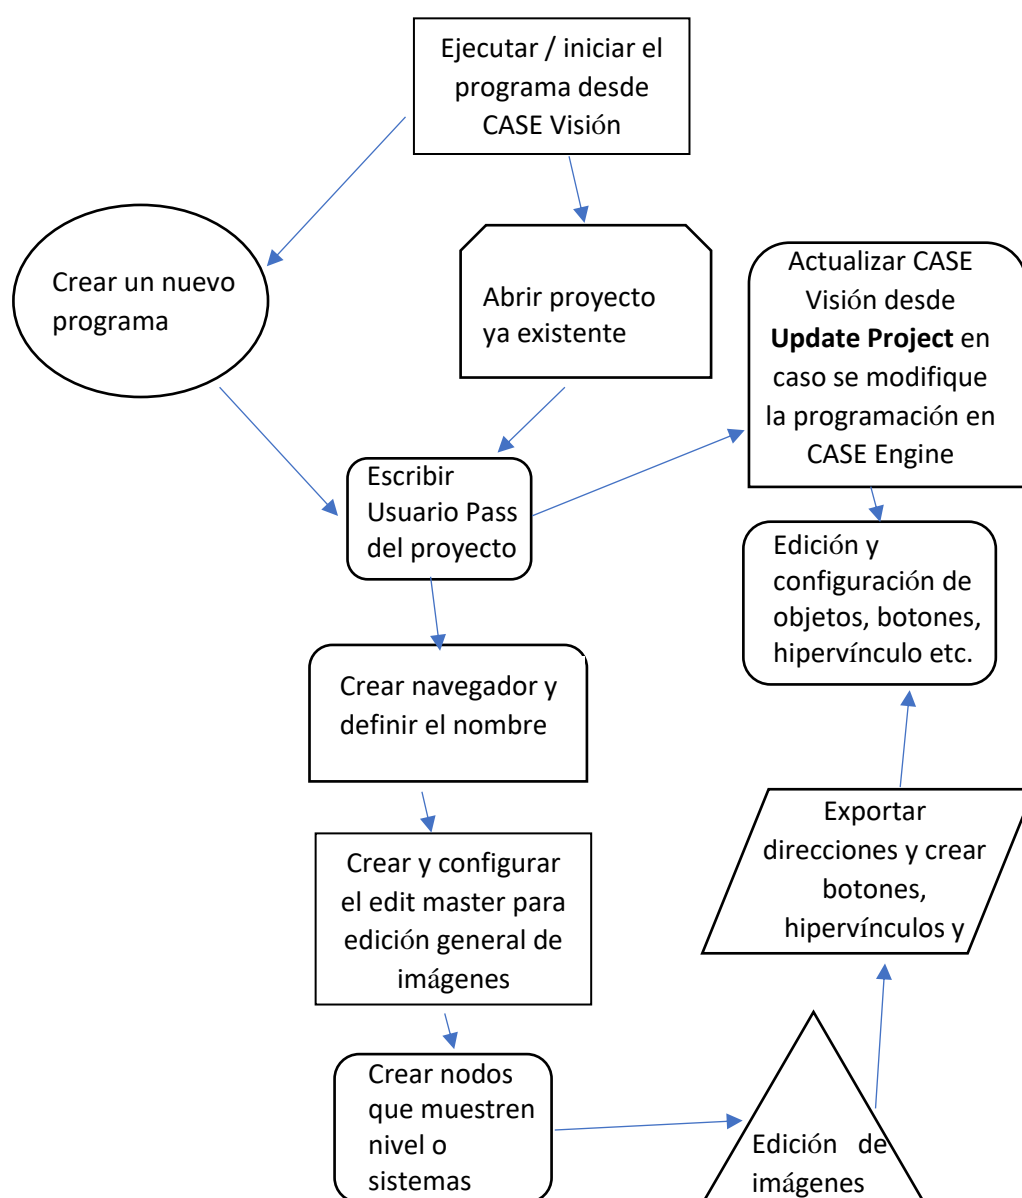 Ejecutar / iniciar el
programa desde
CASE Visión
Crear un nuevo
programa
Abrir proyecto
ya existente
Actualizar CASE
Visión desde
Update Project en
caso se modifique
la programación en
CASE Engine
Escribir
Usuario Pass
del proyecto
Edición y
configuración de
objetos, botones,
hipervínculo etc.
Crear navegador y
definir el nombre
Exportar
direcciones y crear
botones,
hipervínculos y
Crear y configurar
el edit master para
edición general de
imágenes
Crear nodos
que muestren
nivel o
sistemas
Edición de
imágenes